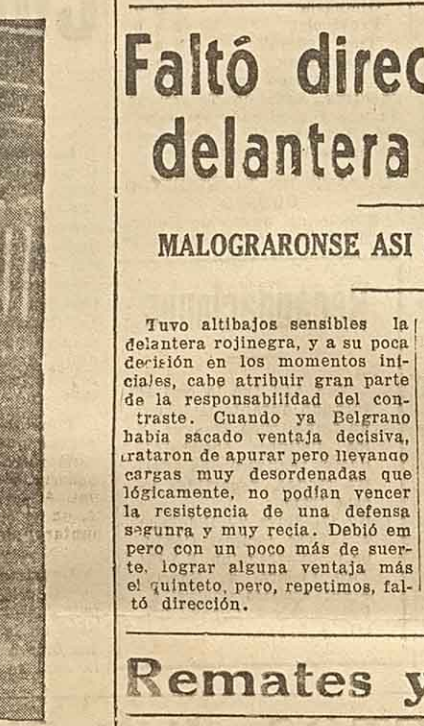 Faltó direc
delantera
MALOGRARONSE ASI
Tuvo altibajos sensibles la
delantera rojinegra, y a su poca
decisión en los momentos ini-
ciales, cabe atribuir gran parte
de la responsabilidad del con-
traste. Cuando ya Belgrano
había sacado ventaja decisiva,
trataron de apurar pero llevando
cargas muy desordenadas que
lógicamente, no podían vencer
la resistencia de una defensa
segunra y muy recia. Debió em
pero con un poco más de suer-
te, lograr alguna ventaja más
el quinteto, pero, repetimos, fal-
tó dirección.
Remates y